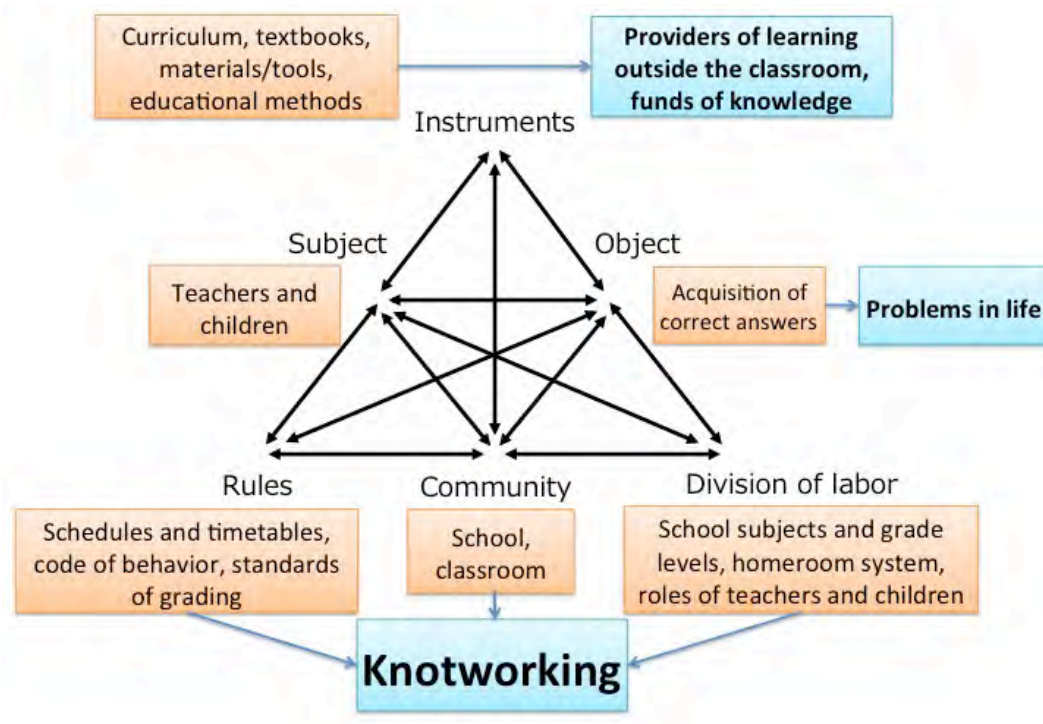 Curriculum, textbooks,
materials/tools,
educational methods
Providers of learning
outside the classroom,
funds of knowledge
Instruments
Subject
Object
Teachers and
children
Acquisition of
correct answers
Problems in life
Rules
Community
Division of labor
Schedules and timetables,
code of behavior, standards
of grading
School,
classroom
School subjects and grade
levels, homeroom system,
roles of teachers and children
Knotworking